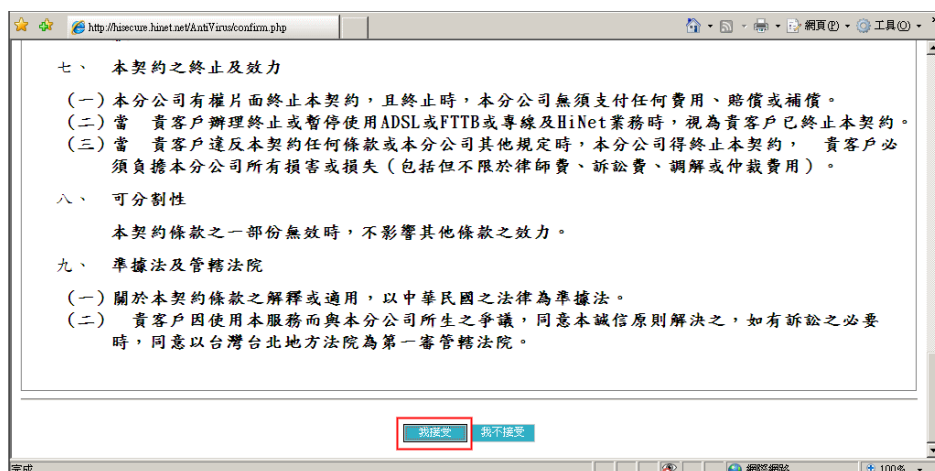 http://hisecure.hinet.net/AntiVirus/confirm.php
網頁(P)
工具(O)
七、 本契約之終止及效力
(一)本分公司有權片面終止本契約，且終止時，本分公司無須支付任何費用、賠償或補償。
(二)當 貴客戶辦理終止或暫停使用ADSL或FTTB或專線及HiNet業務時，視為貴客戶已終止本契約。
(三)當 貴客戶違反本契約任何條款或本分公司其他規定時，本分公司得終止本契約， 貴客戶必
須負擔本分公司所有損害或損失(包括但不限於律師費、訴訟費、調解或仲裁費用)。
八、 可分割性
本契約條款之一部份無效時，不影響其他條款之效力。
九、 準據法及管轄法院
(一)關於本契約條款之解釋或適用，以中華民國之法律為準據法。
(二) 貴客戶因使用本服務而與本分公司所生之爭議，同意本誠信原則解決之，如有訴訟之必要
時，同意以台灣台北地方法院為第一審管轄法院。
我接受 我不接受
完成
網際網路
100%